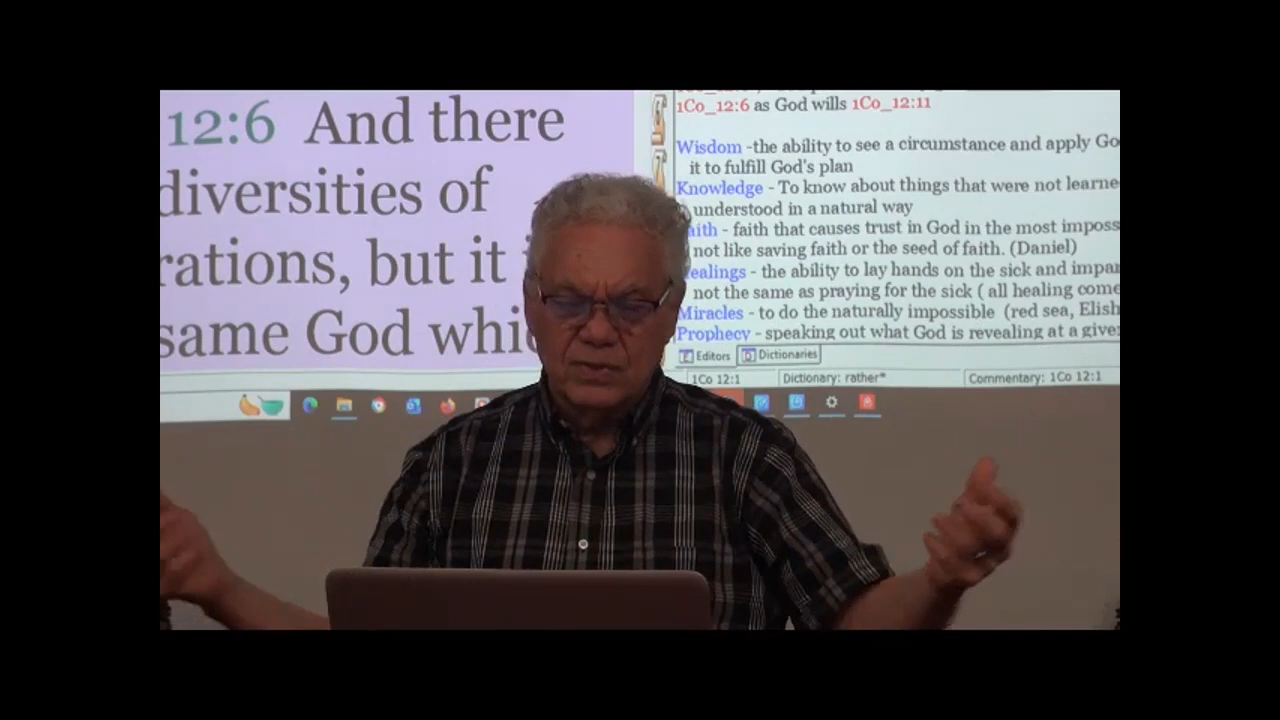 12:6 And there
diversities of
rations, but it
same God whi
1Co_12:6 as God wills 1Co_12:11
Wisdom -the ability to see a circumstance and apply Go
it to fulfill God's plan
Knowledge - To know about things that were not learne
understood in a natural way
aith - faith that causes trust in God in the most imposs
not like saving faith or the seed of faith. (Daniel)
ealings - the ability to lay hands on the sick and impar
not the same as praying for the sick ( all healing come
Miracles - to do the naturally impossible (red sea, Elish
Prophecy - speaking out what God is revealing at a given
Editors Dictionaries
1Co 12:1 Dictionary: rather* Commentary: 1Co 12:1